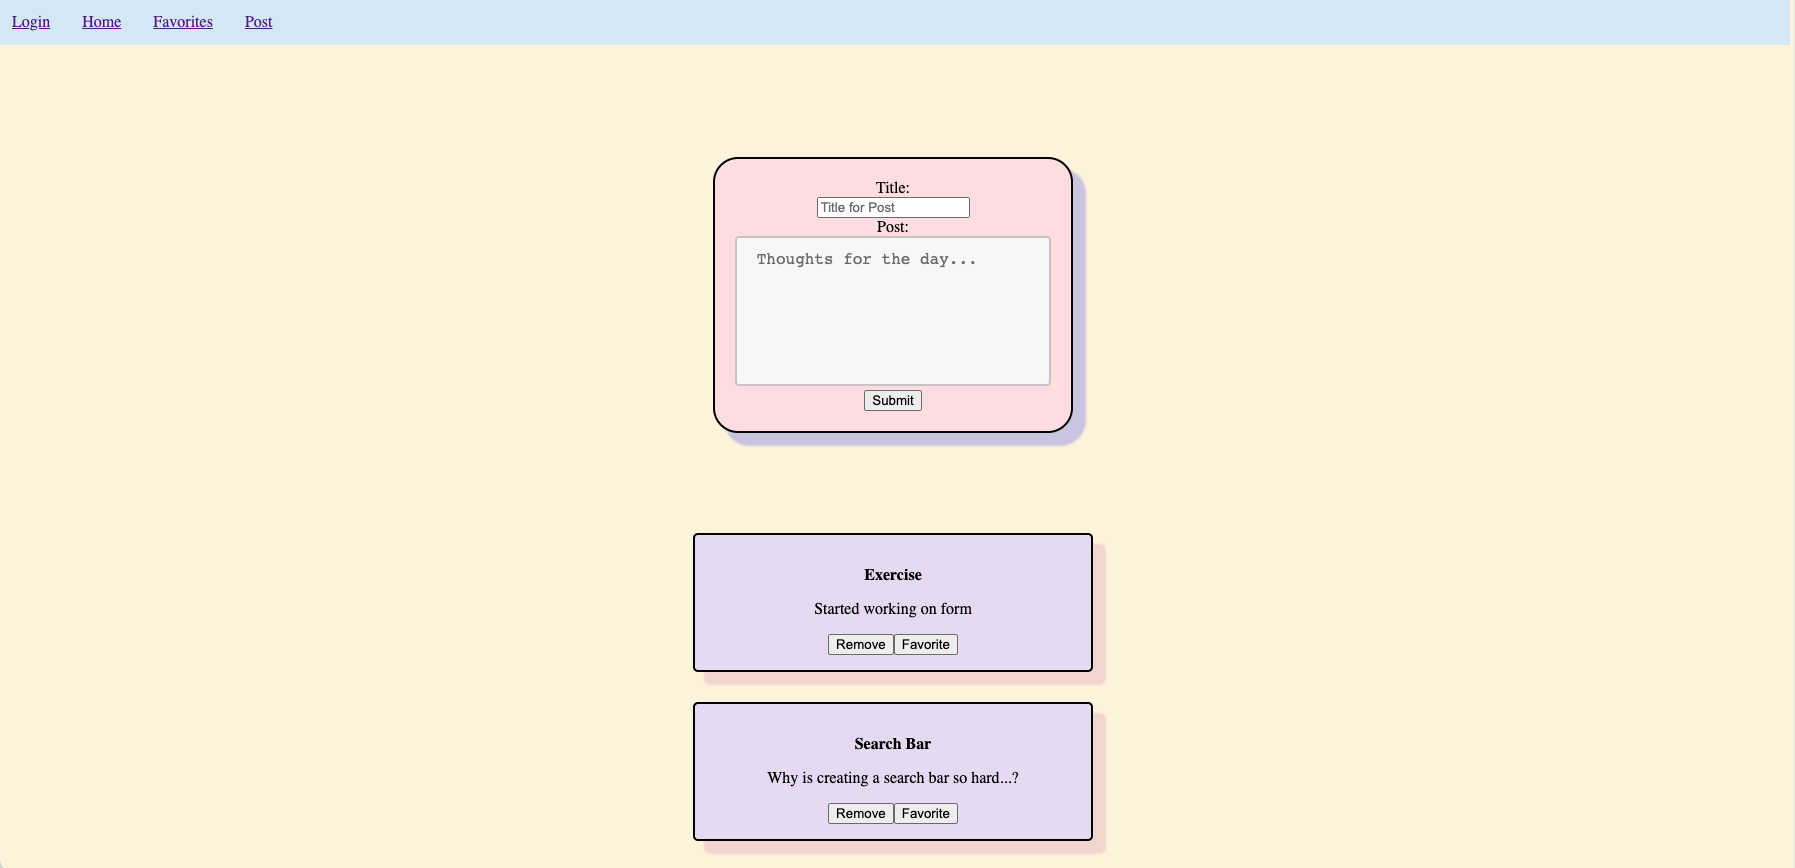 Login Home Favorites Post
Title:
Title for Post
Post:
Thoughts for the day...
Submit
Exercise
Started working on form
Remove Favorite
Search Bar
Why is creating a search bar so hard...?
Remove Favorite